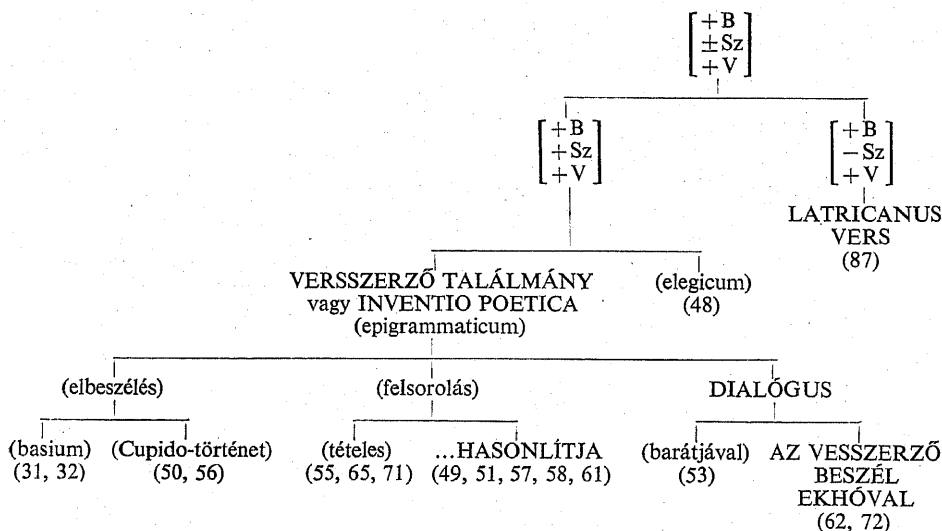 [+B
±Sz
+V]
[+B
+Sz
+V]
[+B
−Sz
+V]
LATRICANUS
VERS
(87)
VERSSZERZŐ TALÁLMÁNY
vagy INVENTIO POETICA
(epigrammaticum)
(elegicum)
(48)
(elbeszélés)
(felsorolás)
DIALÓGUS
(basium)
(31, 32)
(Cupido-történet)
(50, 56)
(tételes)
(55, 65, 71)
...HASONLÍTJA
(49, 51, 57, 58, 61)
(barátjával)
(53)
AZ VESSZERZŐ
BESZÉL
EKHÓVAL
(62, 72)